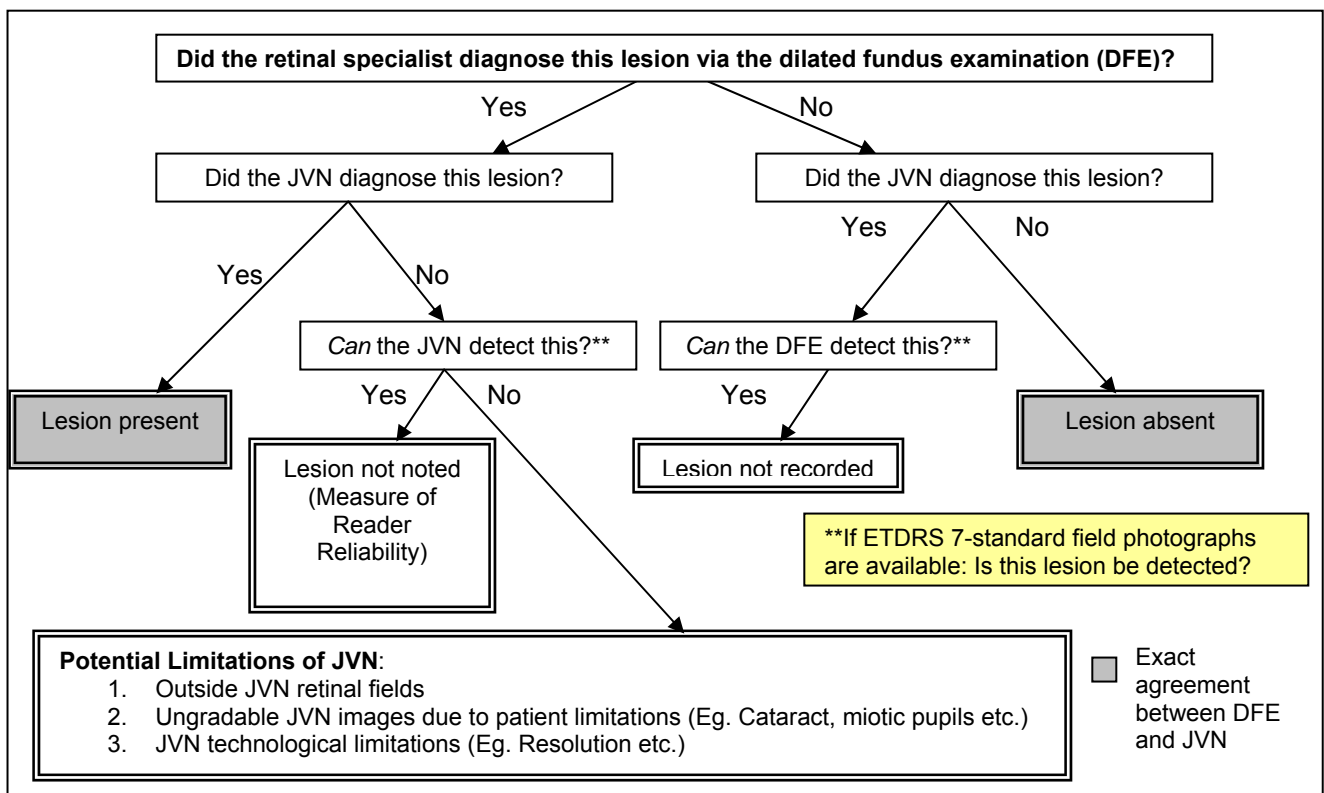 Did the retinal specialist diagnose this lesion via the dilated fundus examination (DFE)?
Yes
No
Did the JVN diagnose this lesion?
Did the JVN diagnose this lesion?
Yes
No
Yes
No
Can the JVN detect this?**
Can the DFE detect this?**
Yes
No
Yes
Lesion present
Lesion absent
Lesion not noted
(Measure of
Reader
Reliability)
Lesion not recorded
**If ETDRS 7-standard field photographs
are available: Is this lesion be detected?
Potential Limitations of JVN:
1. Outside JVN retinal fields
2. Ungradable JVN images due to patient limitations (Eg. Cataract, miotic pupils etc.)
3. JVN technological limitations (Eg. Resolution etc.)
Exact
agreement
between DFE
and JVN